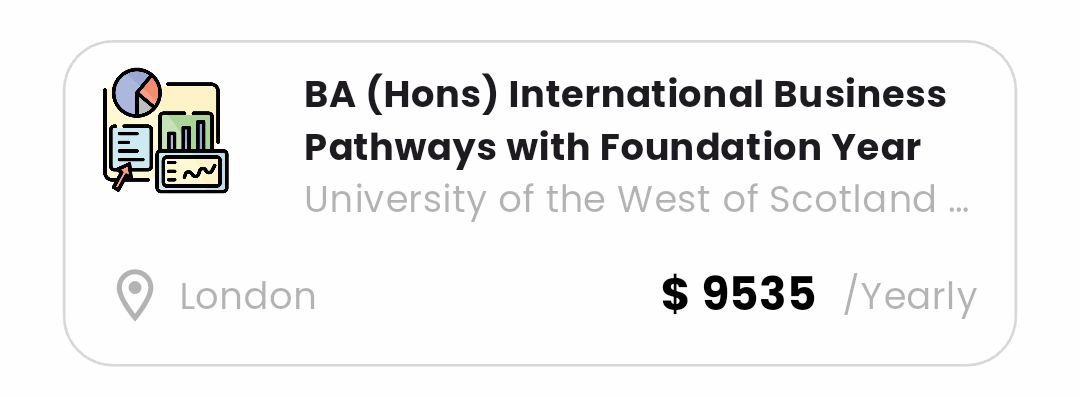 BA (Hons) International Business
Pathways with Foundation Year
University of the West of Scotland ...
London
$ 9535 /Yearly